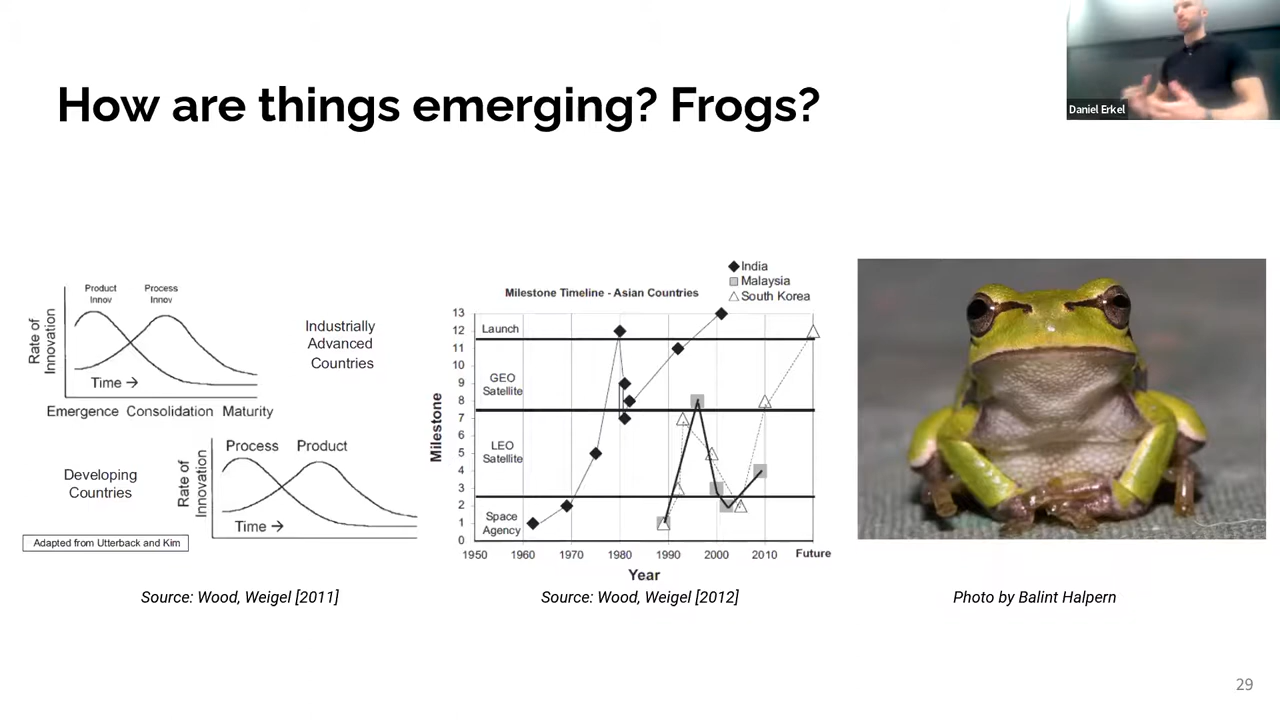 How are things emerging? Frogs?
Daniel Erkel
Product
Innov
Process
Innov
Rate of
Innovation
Time →
Emergence Consolidation Maturity
Industrially
Advanced
Countries
Developing
Countries
Process
Product
Rate of
Innovation
Time →
Adapted from Utterback and Kim
Source: Wood, Weigel [2011]
India
Malaysia
South Korea
Milestone Timeline - Asian Countries
Milestone
13
12
11
10
9
8
7
6
5
4
3
2
1
0
Launch
GEO
Satellite
LEO
Satellite
Space
Agency
1950 1960 1970 1980 1990 2000 2010 Future
Year
Source: Wood, Weigel [2012]
Photo by Balint Halpern
29